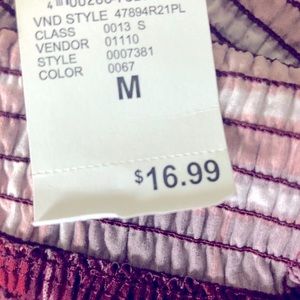 VND STYLE 47894R21PL
CLASS 0013 S
VENDOR 01110
STYLE 0007381
COLOR 0067
M
$16.99